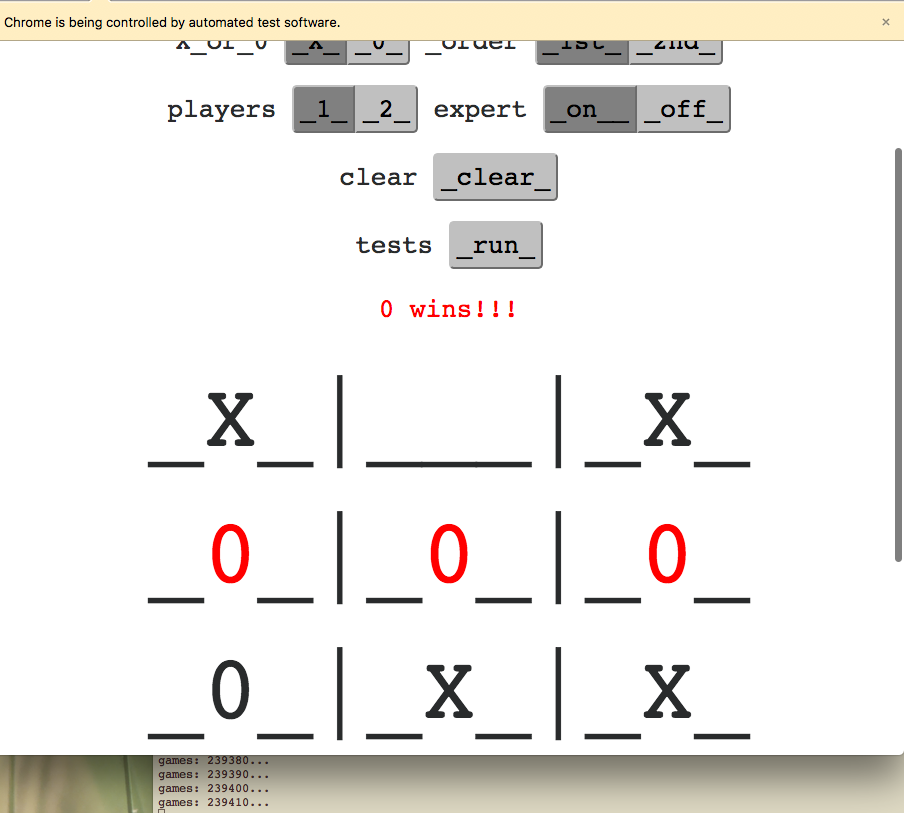 Chrome is being controlled by automated test software. ×
x_or_0 _x_ _0_ _order _1st_ _2nd_
players _1_ _2_ expert _on__ _off_
clear _clear_
tests _run_
0 wins!!!
_X_|___|_X_
_0_|_0_|_0_
_0_|_X_|_X_
games: 239380...
games: 239390...
games: 239400...
games: 239410...